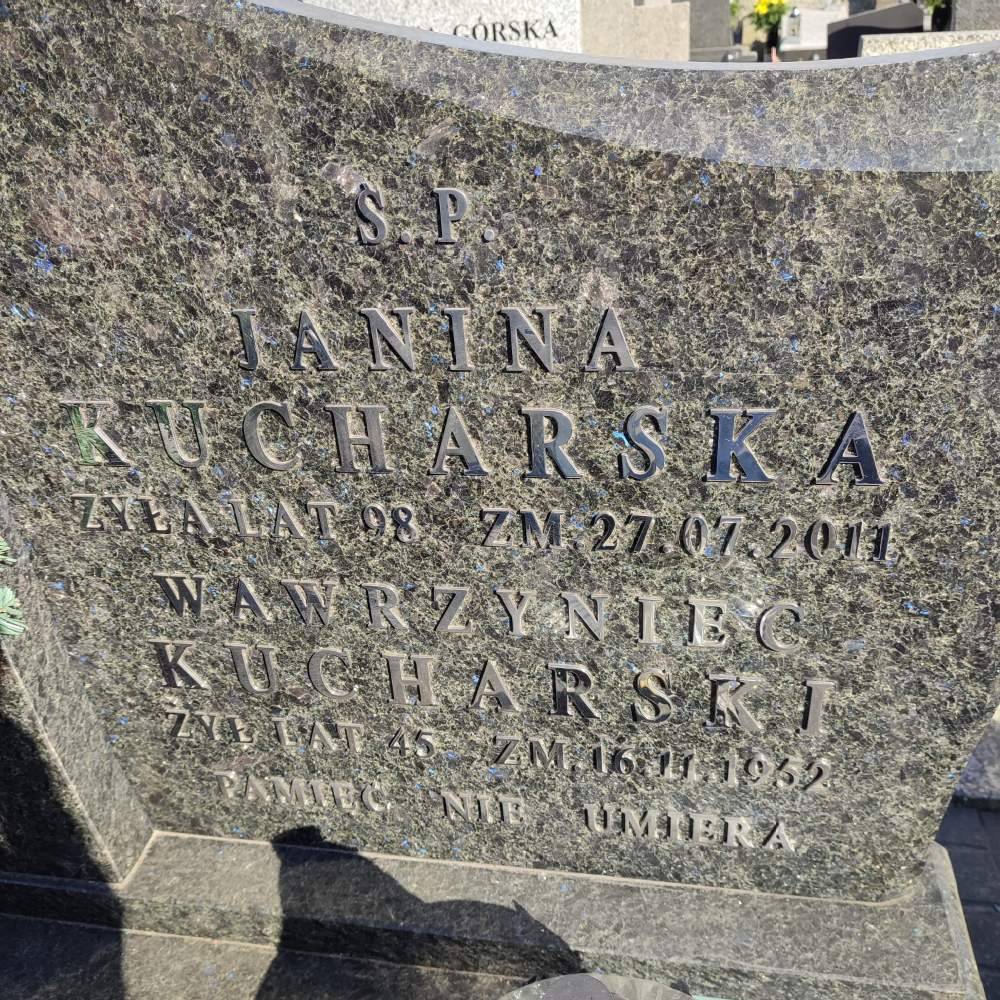 GÓRSKA
Ś.P.
JANINA
KUCHARSKA
ŻYŁA LAT 98 ZM.27.07.2011
WAWRZYNIEC
KUCHARSKI
ŻYŁ LAT 45 ZM.16.11.1952
PAMIĘĆ NIE UMIERA